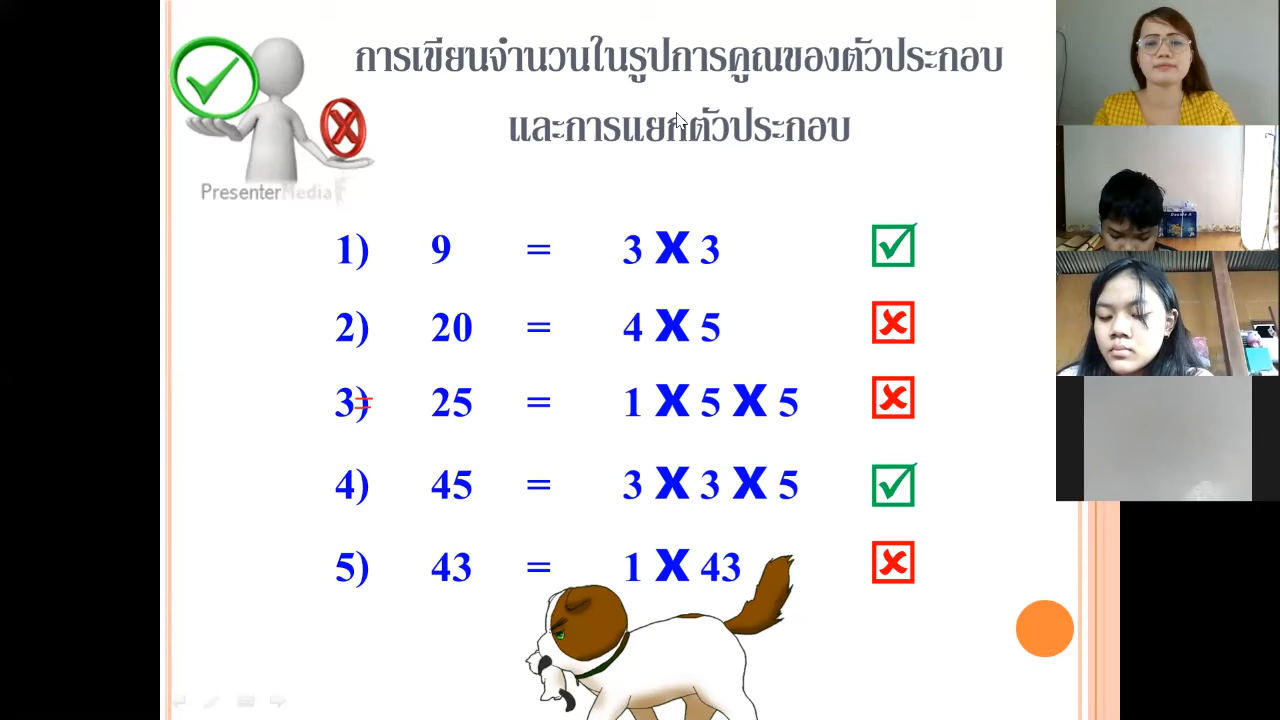 การเขียนจำนวนในรูปการคูณของตัวประกอบ
และการแยกตัวประกอบ
PresenterMedia
1) 9 = 3 X 3
2) 20 = 4 X 5
3) 25 = 1 X 5 X 5
4) 45 = 3 X 3 X 5
5) 43 = 1 X 43
Double A